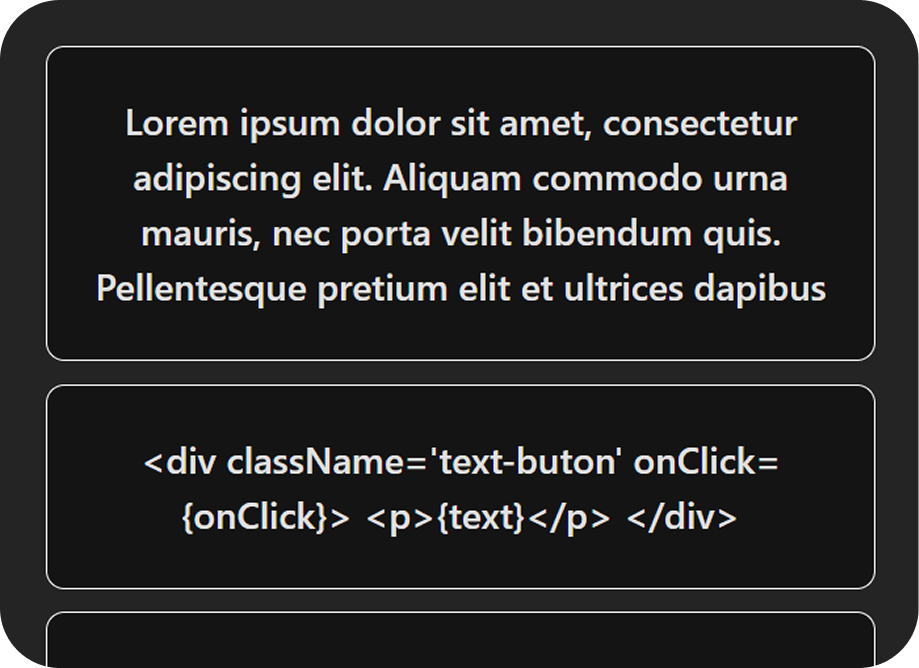 Lorem ipsum dolor sit amet, consectetur
adipiscing elit. Aliquam commodo urna
mauris, nec porta velit bibendum quis.
Pellentesque pretium elit et ultrices dapibus
<div className='text-buton' onClick=
{onClick}> <p>{text}</p> </div>